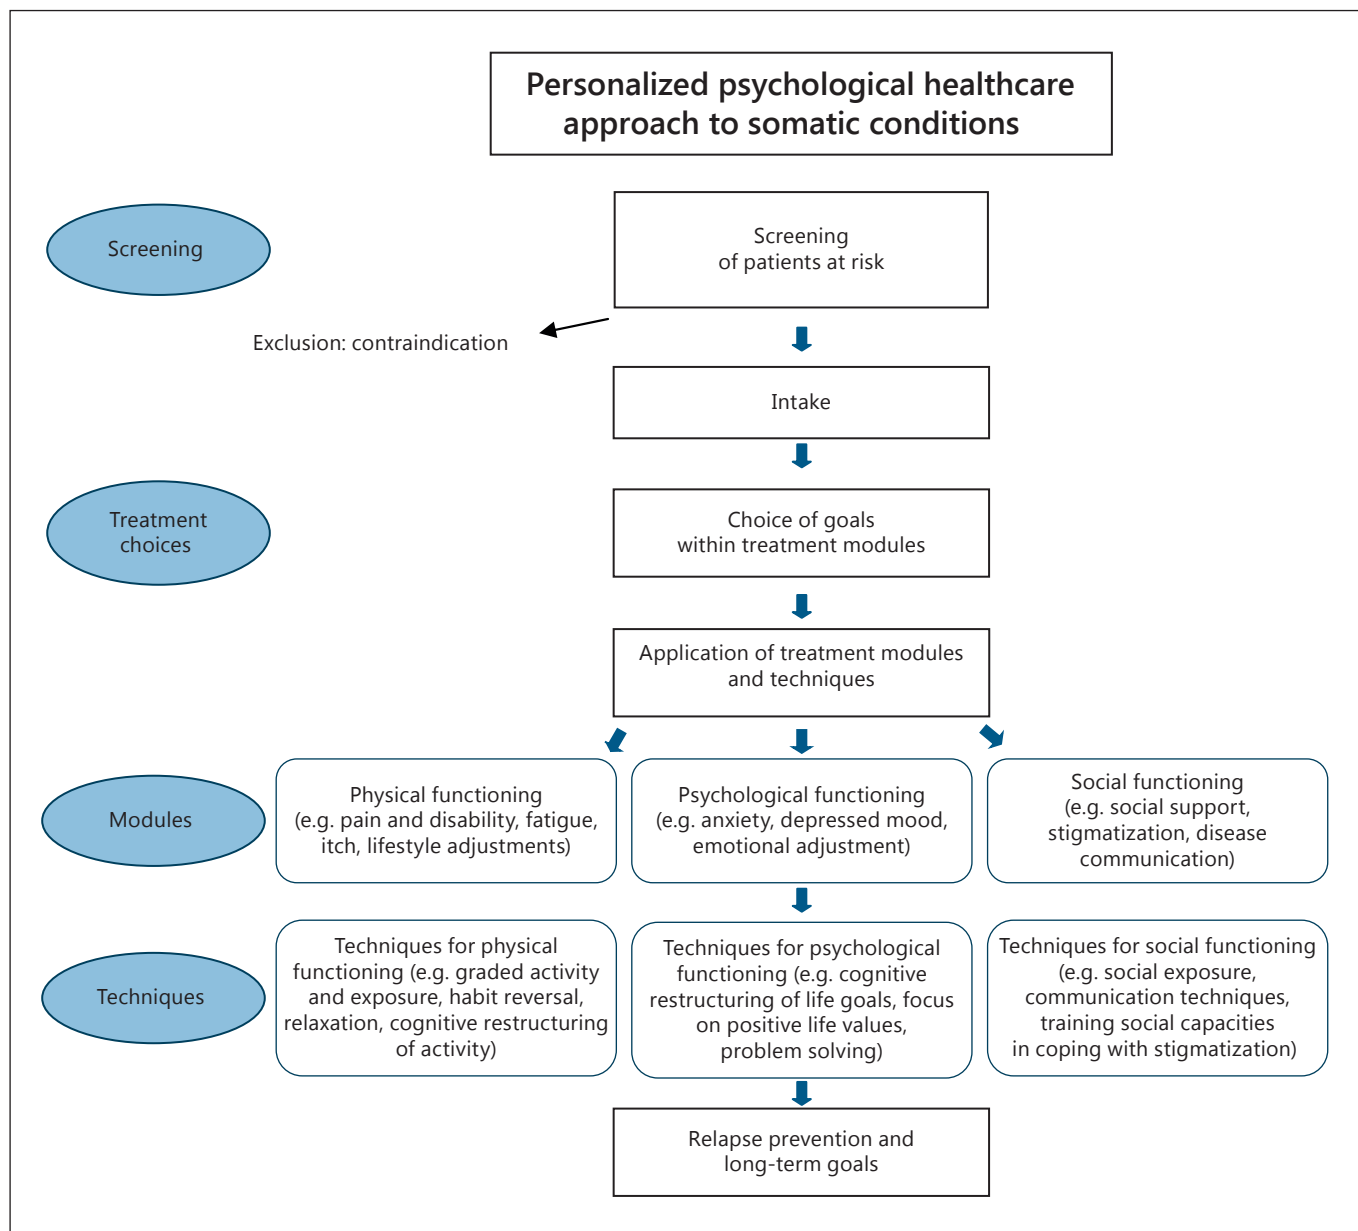 Personalized psychological healthcare
approach to somatic conditions
Screening
Screening
of patients at risk
Exclusion: contraindication
Intake
Treatment
choices
Choice of goals
within treatment modules
Application of treatment modules
and techniques
Modules
Physical functioning
(e.g. pain and disability, fatigue,
itch, lifestyle adjustments)
Psychological functioning
(e.g. anxiety, depressed mood,
emotional adjustment)
Social functioning
(e.g. social support,
stigmatization, disease
communication)
Techniques
Techniques for physical
functioning (e.g. graded activity
and exposure, habit reversal,
relaxation, cognitive restructuring
of activity)
Techniques for psychological
functioning (e.g. cognitive
restructuring of life goals, focus
on positive life values,
problem solving)
Techniques for social functioning
(e.g. social exposure,
communication techniques,
training social capacities
in coping with stigmatization)
Relapse prevention and
long-term goals